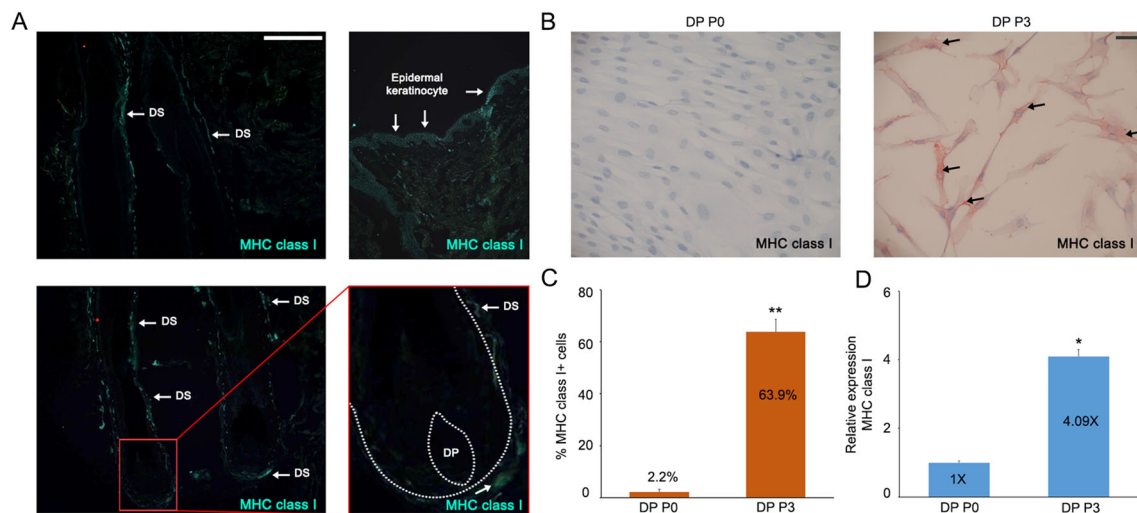 A
DS
DS
MHC class I
Epidermal
keratinocyte
MHC class I
DS
DS
DS
DS
MHC class I
DS
DP
MHC class I
B
DP P0
DP P3
MHC class I
MHC class I
C
% MHC class I+ cells
80
60
40
20
0
2.2%
**
63.9%
DP P0
DP P3
D
Relative expression
MHC class I
6
4
2
0
1X
*
4.09X
DP P0
DP P3